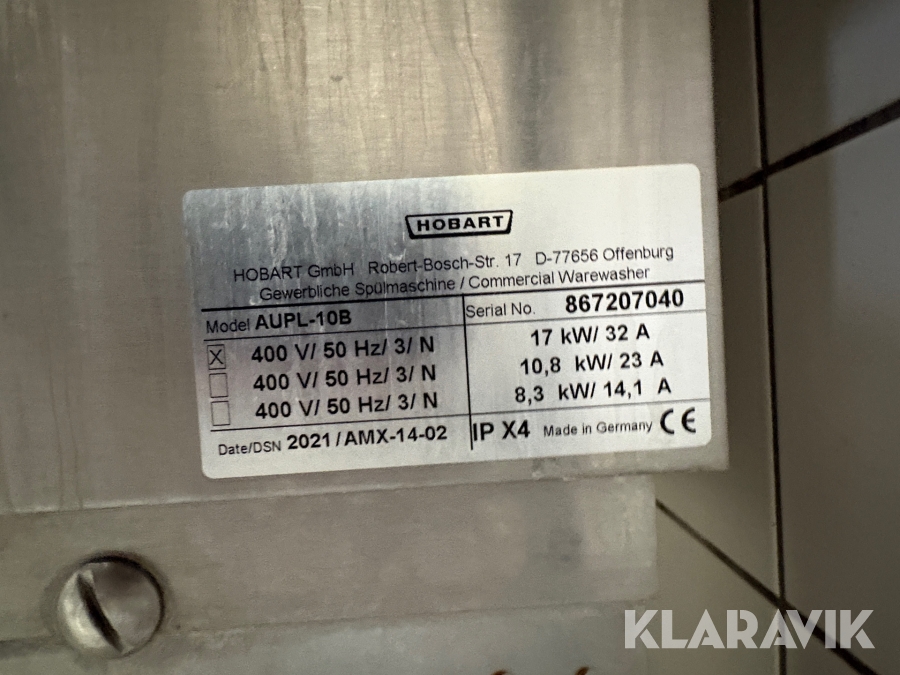 HOBART
HOBART GmbH Robert-Bosch-Str. 17 D-77656 Offenburg
Gewerbliche Spülmaschine / Commercial Warewasher
Model AUPL-10B Serial No. 867207040
X 400 V/ 50 Hz/ 3/ N 17 kW/ 32 A
400 V/ 50 Hz/ 3/ N 10,8 kW/ 23 A
400 V/ 50 Hz/ 3/ N 8,3 kW/ 14,1 A
Date/DSN 2021/AMX-14-02 IP X4 Made in Germany CE
KLARAVIK